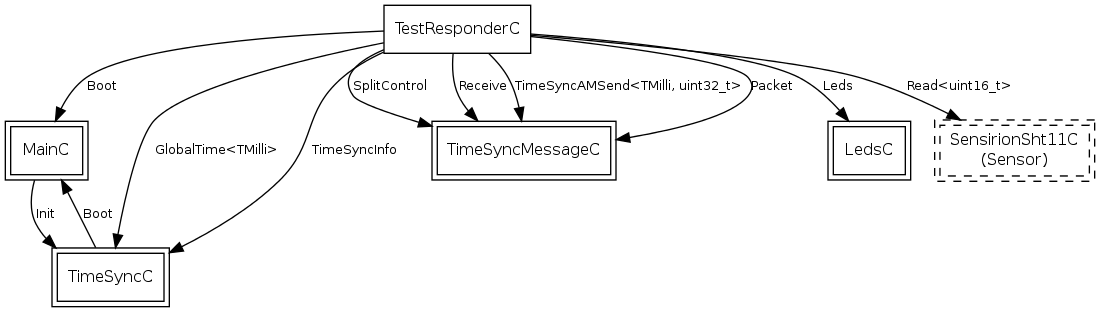 TestResponderC
Boot
SplitControl
Receive
TimeSyncAMSend<TMilli, uint32_t>
Packet
Leds
Read<uint16_t>
MainC
GlobalTime<TMilli>
TimeSyncInfo
TimeSyncMessageC
LedsC
SensirionSht11C
(Sensor)
Init
Boot
TimeSyncC